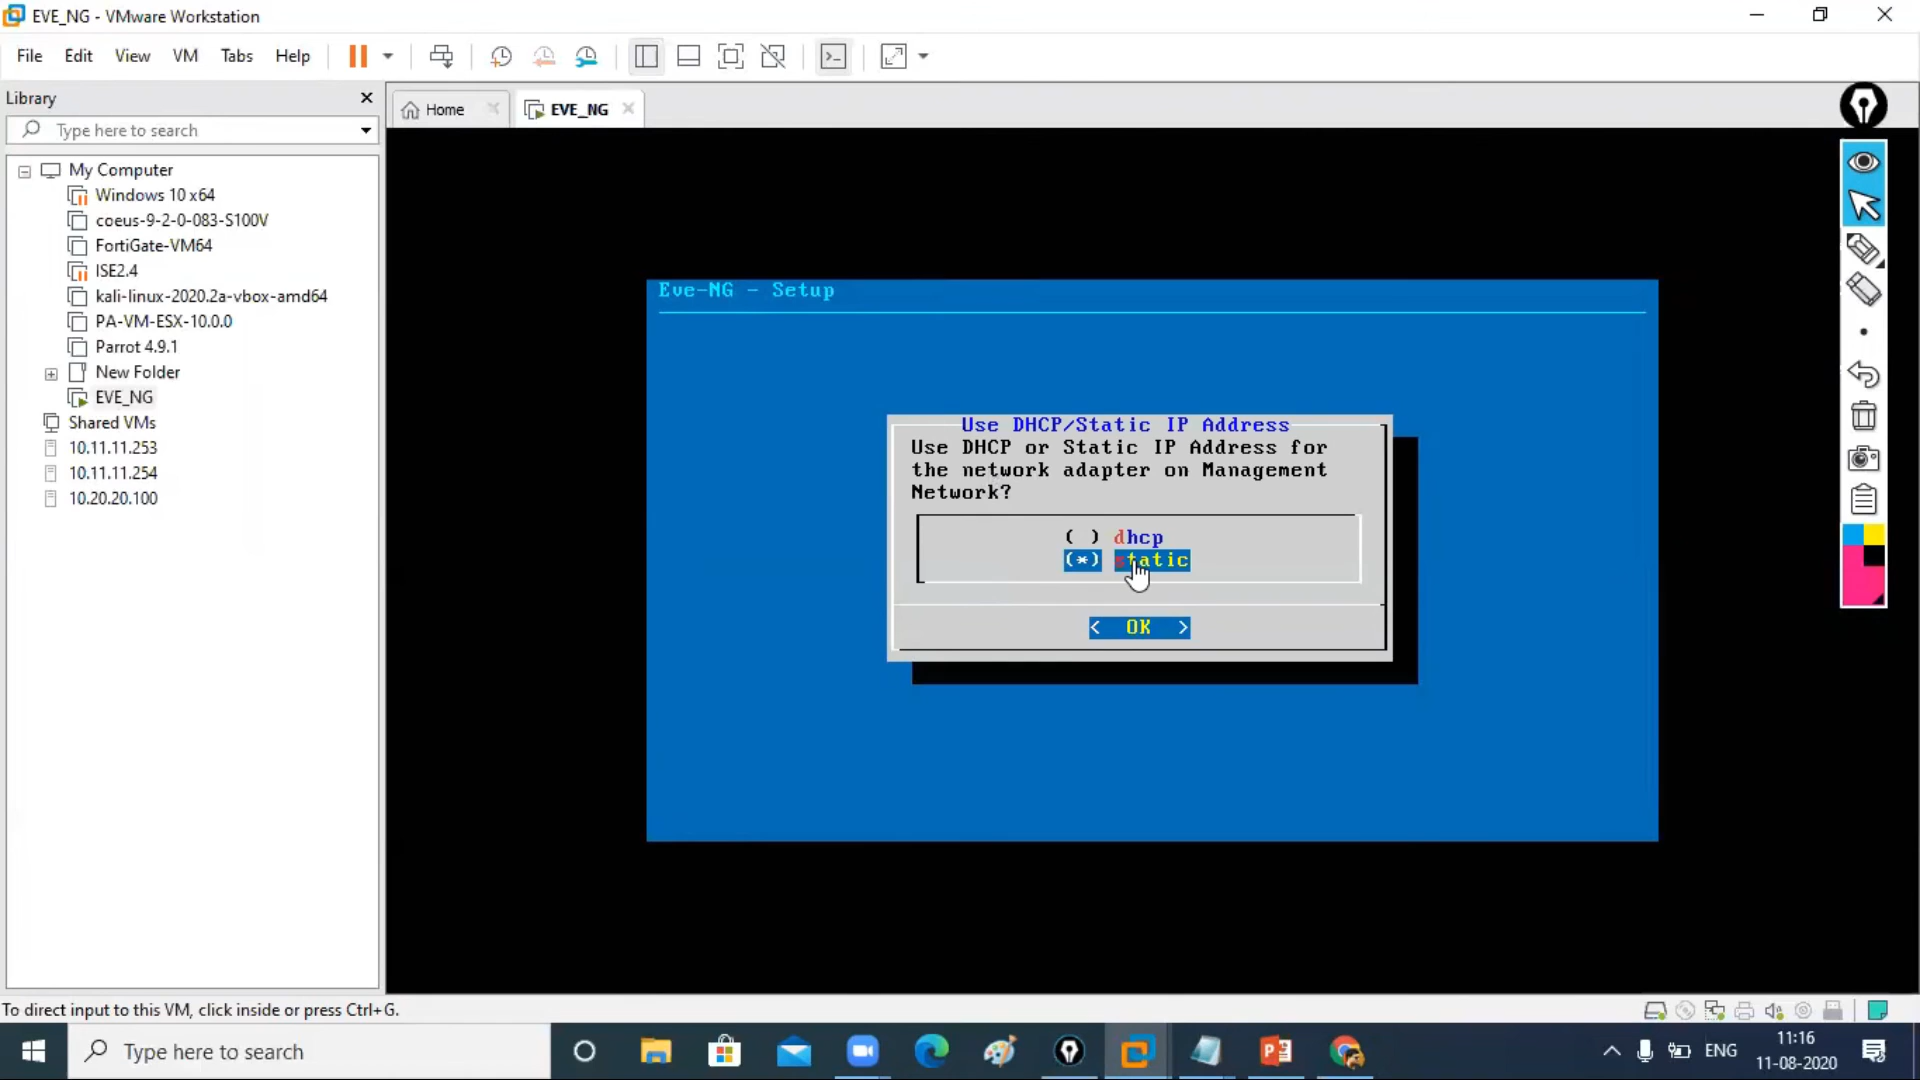 EVE_NG - VMware Workstation
File Edit View VM Tabs Help
Library
Type here to search
Home
EVE_NG
My Computer
Windows 10 x64
coeus-9-2-0-083-S100V
FortiGate-VM64
ISE2.4
kali-linux-2020.2a-vbox-amd64
PA-VM-ESX-10.0.0
Parrot 4.9.1
New Folder
EVE_NG
Shared VMs
10.11.11.253
10.11.11.254
10.20.20.100
Eve-NG - Setup
Use DHCP/Static IP Address
Use DHCP or Static IP Address for
the network adapter on Management
Network?
( ) dhcp
(*) static
< OK >
To direct input to this VM, click inside or press Ctrl+G.
Type here to search
ENG
11:16
11-08-2020